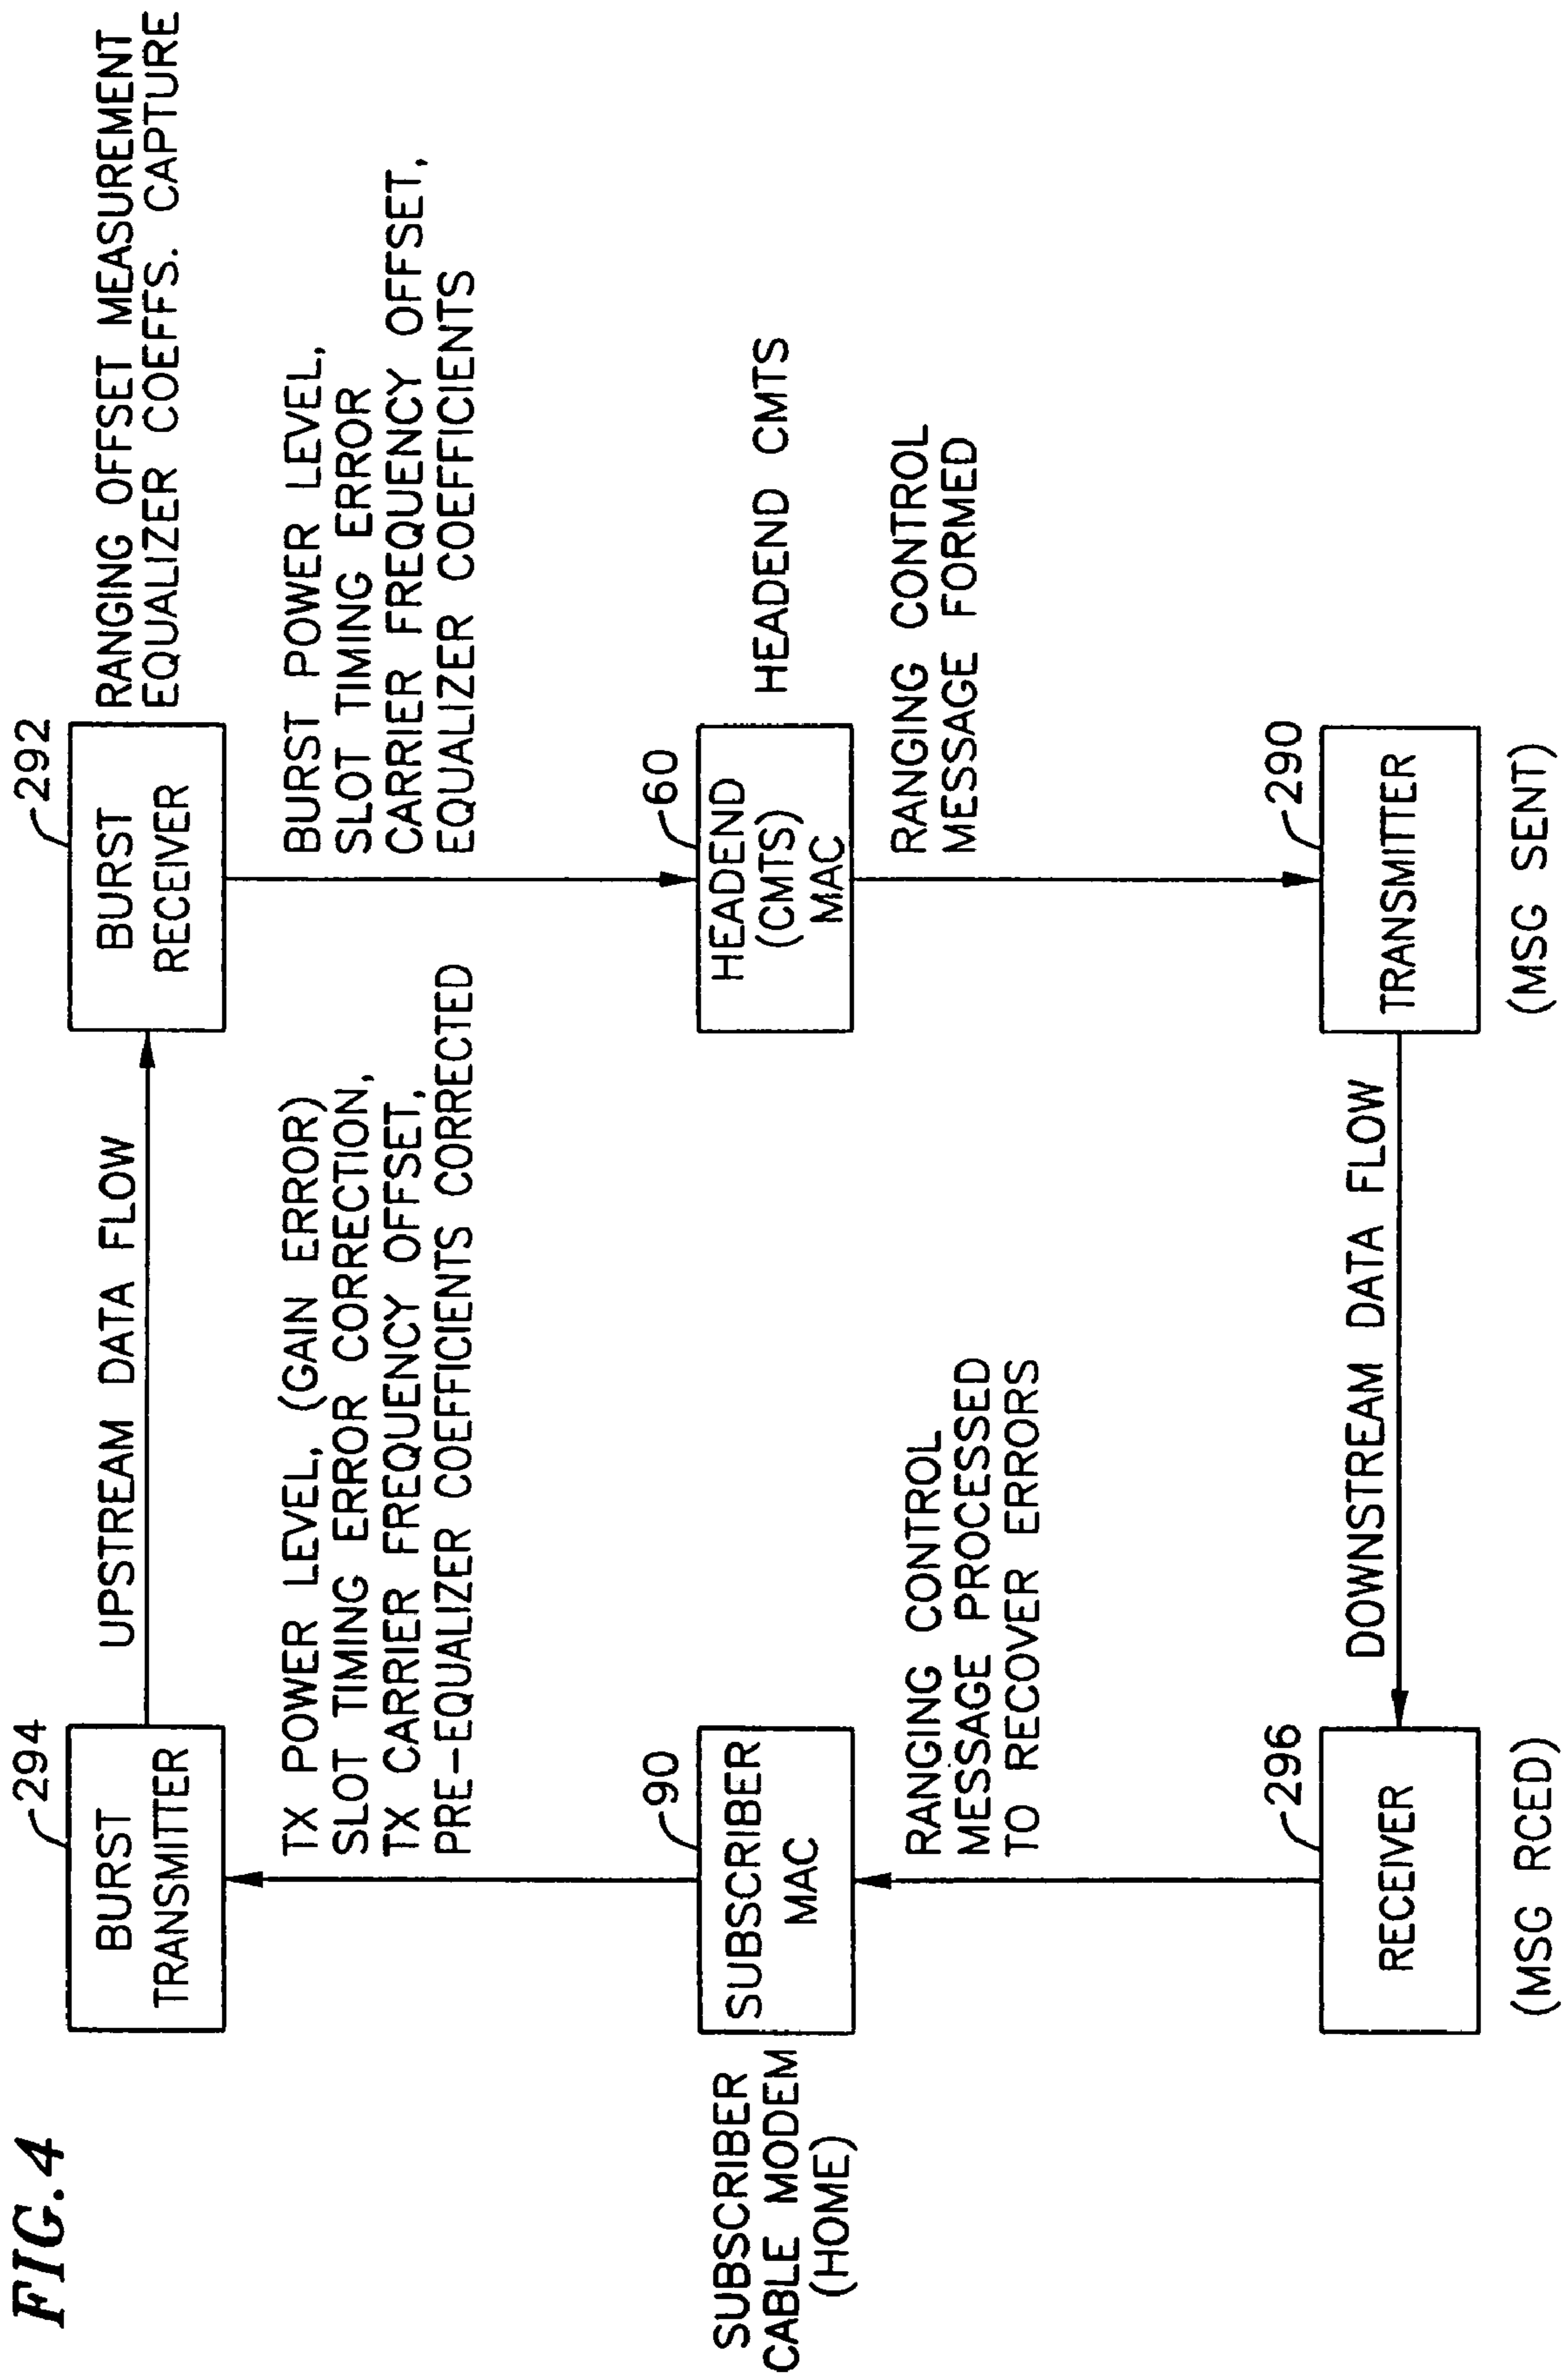 FIG. 4
294
BURST
TRANSMITTER
UPSTREAM DATA FLOW
292
BURST
RECEIVER
RANGING OFFSET MEASUREMENT
EQUALIZER COEFFS. CAPTURE
TX POWER LEVEL, (GAIN ERROR)
SLOT TIMING ERROR CORRECTION,
TX CARRIER FREQUENCY OFFSET,
PRE-EQUALIZER COEFFICIENTS CORRECTED
BURST POWER LEVEL,
SLOT TIMING ERROR
CARRIER FREQUENCY OFFSET,
EQUALIZER COEFFICIENTS
SUBSCRIBER
CABLE MODEM
(HOME)
90
SUBSCRIBER
MAC
60
HEADEND
(CMTS)
MAC
HEADEND CMTS
RANGING CONTROL
MESSAGE PROCESSED
TO RECOVER ERRORS
RANGING CONTROL
MESSAGE FORMED
296
RECEIVER
(MSG RCED)
DOWNSTREAM DATA FLOW
290
TRANSMITTER
(MSG SENT)